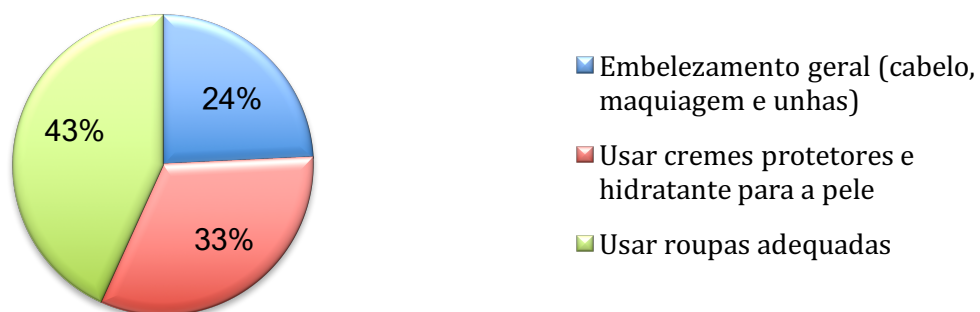 24%
43%
33%
Embelezamento geral (cabelo,
maquiagem e unhas)
Usar cremes protetores e
hidratante para a pele
Usar roupas adequadas